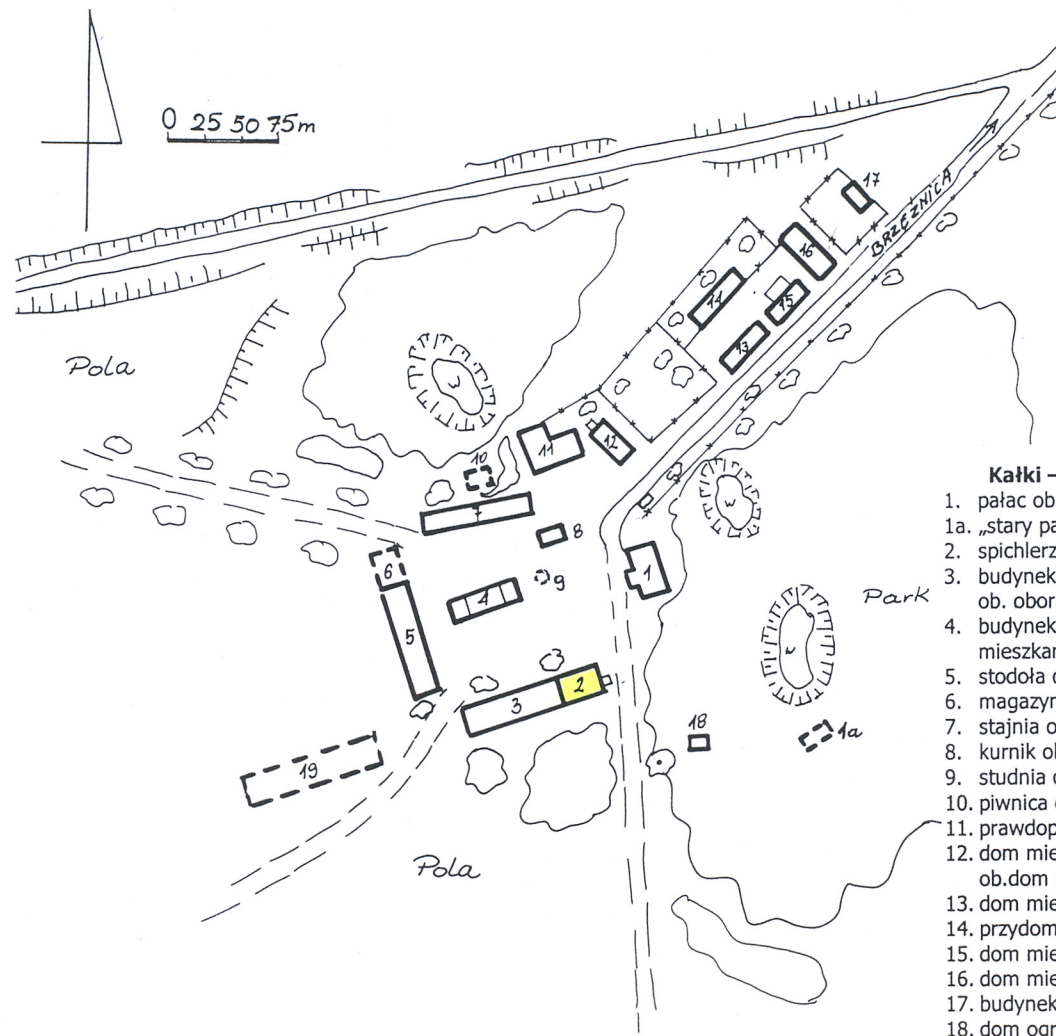 0 25 50 75m
17
BRZEŹNICA
16
14
15
13
Pola
W
12
11
10
W
7
8
6
9
1
4
Park
5
W
2
3
18
1a
19
Pola
Kałki –
1. pałac ob
1a. „stary pa
2. spichlerz
3. budynek
ob. obor
4. budynek
mieszkar
5. stodoła o
6. magazyn
7. stajnia o
8. kurnik ol
9. studnia
10. piwnica
11. prawdop
12. dom mie
ob.dom
13. dom mie
14. przydom
15. dom mie
16. dom mie
17. budynek
18. dom ogr